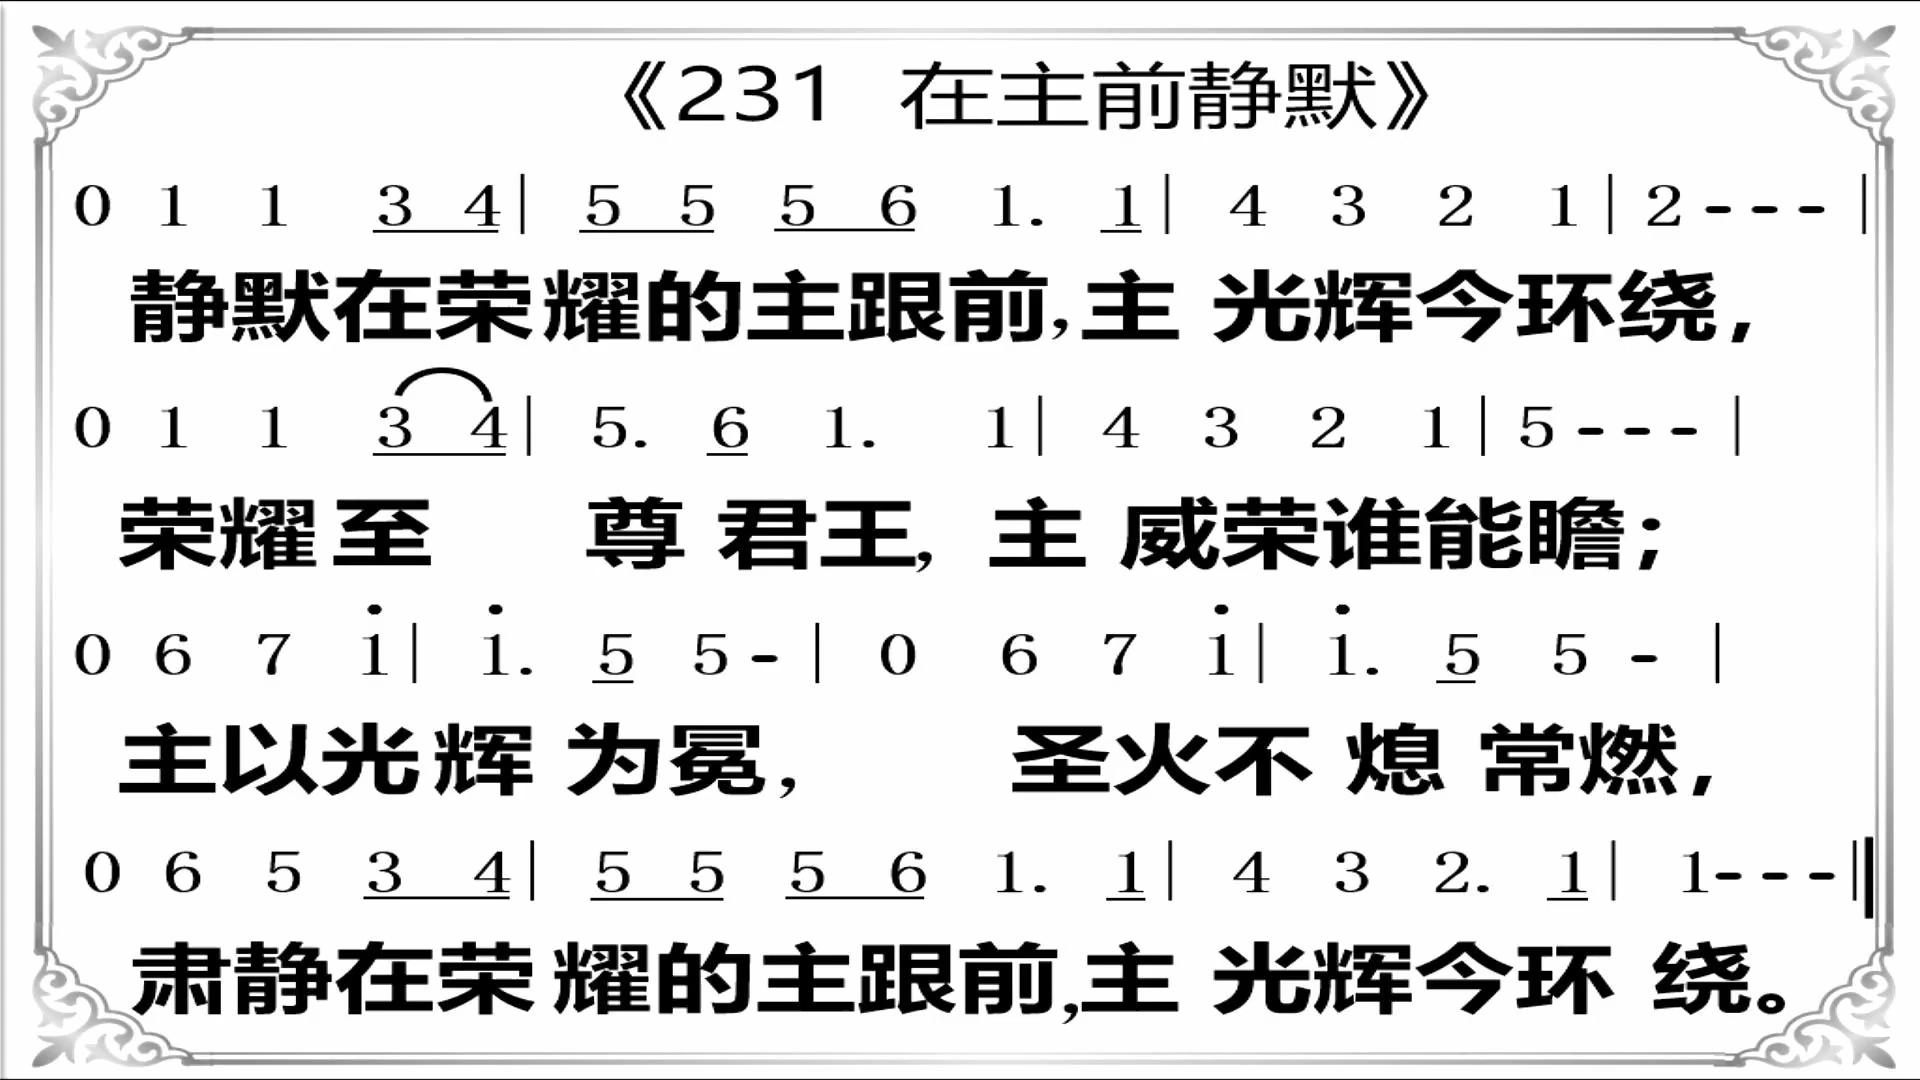 《231 在主前静默》
0 1 1 3 4| 5 5 5 6 1. 1| 4 3 2 1|2---|
静默在荣耀的主跟前,主 光辉今环绕,
0 1 1 3 4| 5. 6 1. 1| 4 3 2 1|5---|
荣耀至 尊 君王, 主 威荣谁能瞻;
0 6 7 i| i. 5 5-| 0 6 7 i| i. 5 5 - |
主以光辉 为冕, 圣火不 熄 常燃,
0 6 5 3 4| 5 5 5 6 1. 1| 4 3 2. 1| 1---‖
肃静在荣耀的主跟前,主 光辉今环 绕。